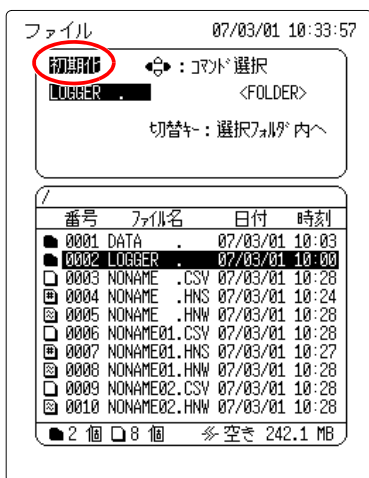 ファイル 07/03/01 10:33:57
初期化 : コマンド選択
LOGGER . <FOLDER>
切替キー : 選択フォルダ内へ
/
番号 ファイル名 日付 時刻
0001 DATA . 07/03/01 10:03
0002 LOGGER . 07/03/01 10:00
0003 NONAME .CSV 07/03/01 10:28
0004 NONAME .HNS 07/03/01 10:24
0005 NONAME .HNW 07/03/01 10:28
0006 NONAME01.CSV 07/03/01 10:28
0007 NONAME01.HNS 07/03/01 10:27
0008 NONAME01.HNW 07/03/01 10:28
0009 NONAME02.CSV 07/03/01 10:28
0010 NONAME02.HNW 07/03/01 10:28
2 個 8 個 空き 242.1 MB